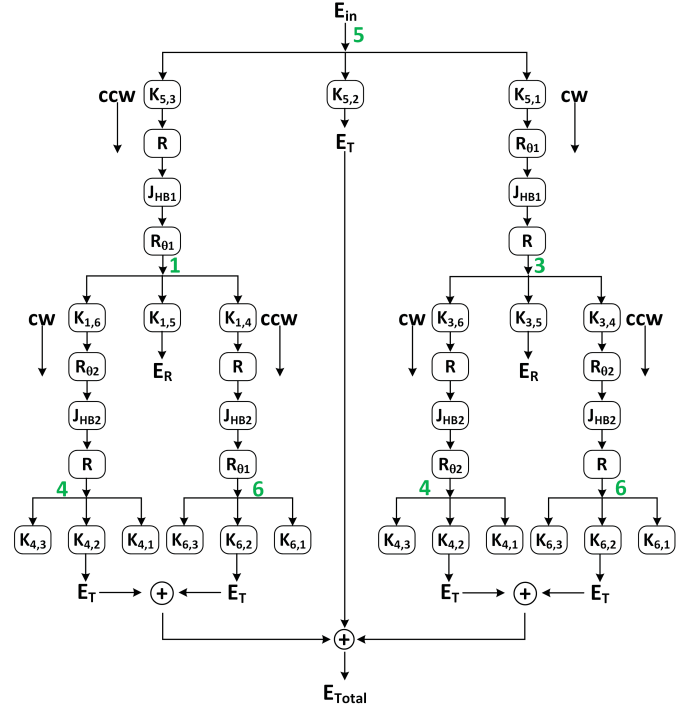 E_in
5
ccw K_5,3 K_5,2 K_5,1 cw
R E_T R_θ1
J_HB1 J_HB1
R_θ1 R
1 3
cw K_1,6 K_1,5 K_1,4 ccw cw K_3,6 K_3,5 K_3,4 ccw
R_θ2 E_R R R E_R R_θ2
J_HB2 J_HB2 J_HB2 J_HB2
R R_θ1 R_θ2 R
4 6 4 6
K_4,3 K_4,2 K_4,1 K_6,3 K_6,2 K_6,1 K_4,3 K_4,2 K_4,1 K_6,3 K_6,2 K_6,1
E_T + E_T E_T + E_T
+
E_Total